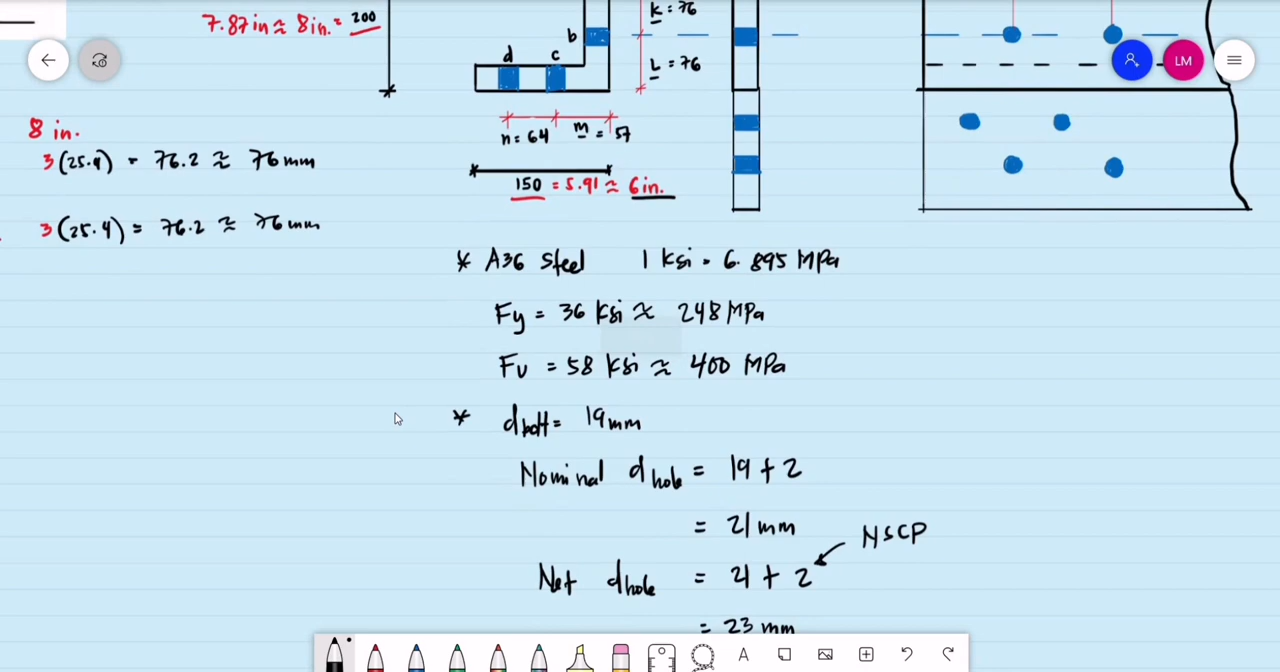 7.87 in ≈ 8 in. = 200
8 in.
3(25.4) = 76.2 ≈ 76 mm
3(25.4) = 76.2 ≈ 76 mm
K = 76
b
d c
L = 76
n = 64 m = 57
150 = 5.91 ≈ 6 in.
LM
* A36 Steel 1 ksi = 6.895 MPa
Fy = 36 ksi ≈ 248 MPa
Fu = 58 ksi ≈ 400 MPa
* dbolt = 19 mm
Nominal dhole = 19 + 2
= 21 mm
NSCP
Net dhole = 21 + 2
= 23 mm
A